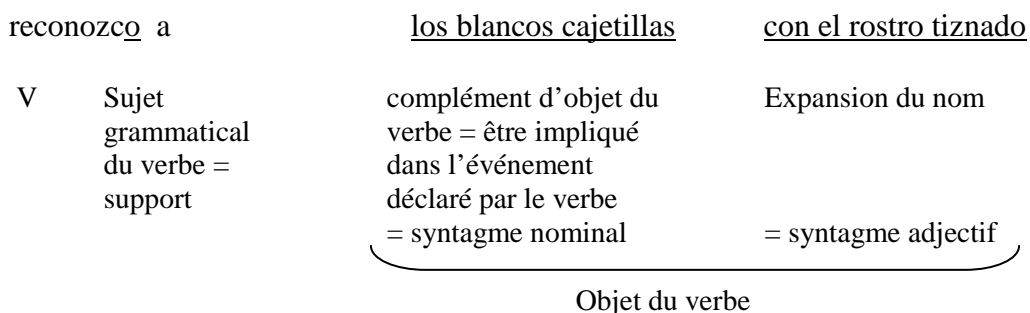 reconozco a los blancos cajetillas con el rostro tiznado
V Sujet complément d'objet du Expansion du nom
grammatical verbe = être impliqué
du verbe = dans l'événement
support déclaré par le verbe
= syntagme nominal = syntagme adjectif
Objet du verbe